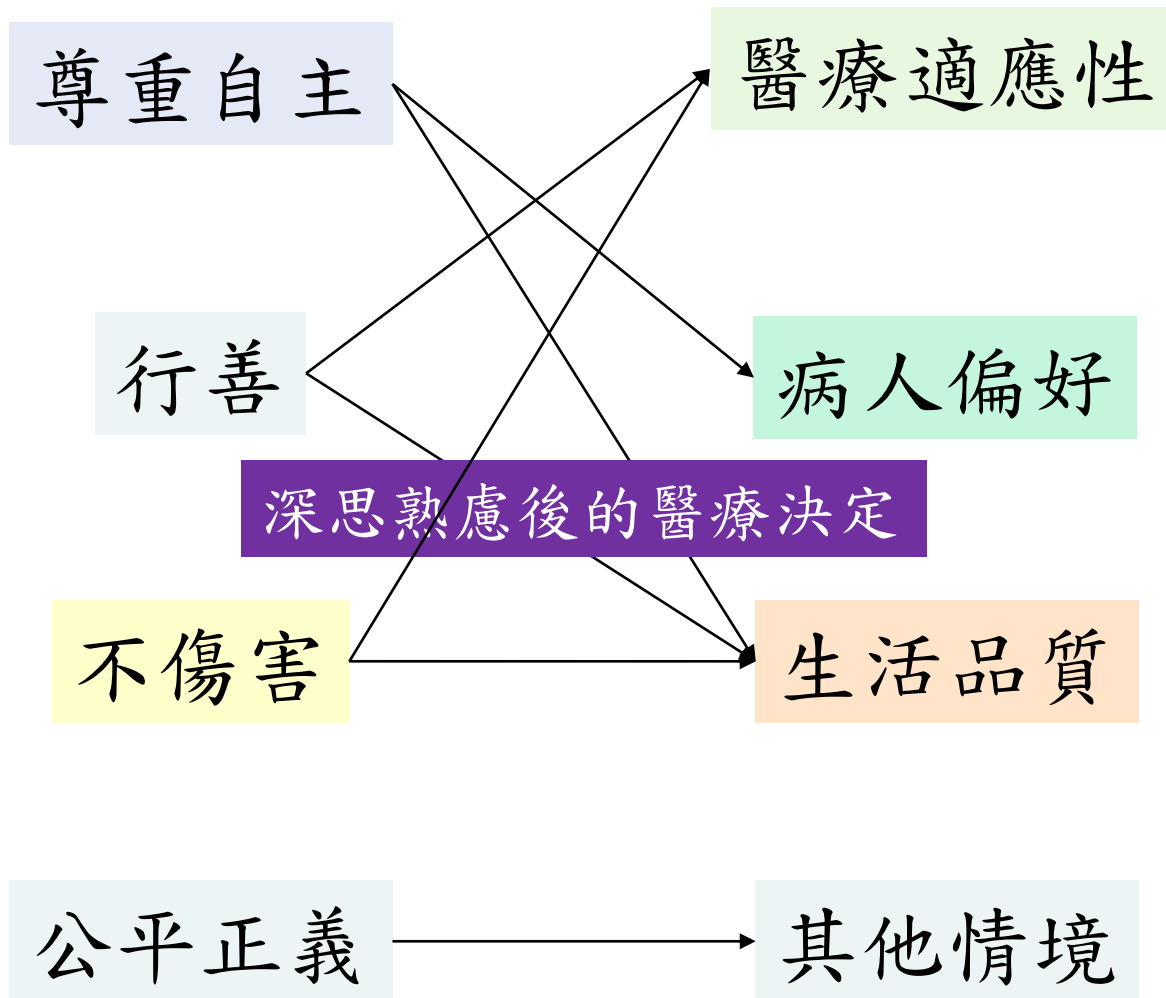 尊重自主
醫療適應性
行善
病人偏好
深思熟慮後的醫療決定
不傷害
生活品質
公平正義
其他情境